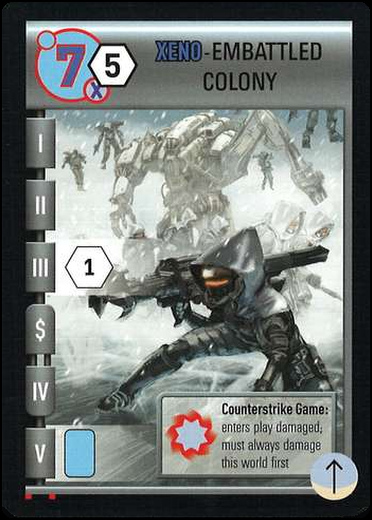 7
X
5
XENO-EMBATTLED
COLONY
I
II
III
1
$
IV
V
Counterstrike Game:
enters play damaged;
must always damage
this world first